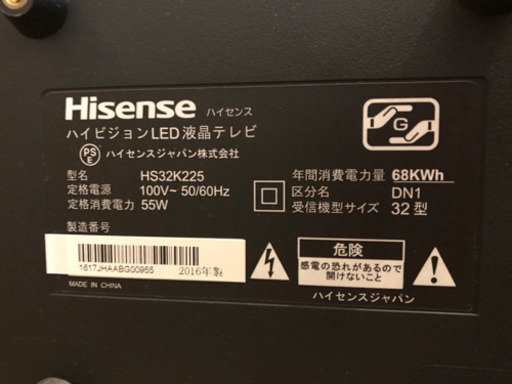 Hisense ハイセンス
ハイビジョンLED液晶テレビ
PSE ハイセンスジャパン株式会社
型名 HS32K225
定格電源 100V~ 50/60Hz
定格消費電力 55W
製造番号
1617JHAABG00955 2016年製
MADE IN CHINA
G
年間消費電力量 68KWh
区分名 DN1
受信機型サイズ 32型
危険
感電の恐れがあるので
開けないこと
ハイセンスジャパン